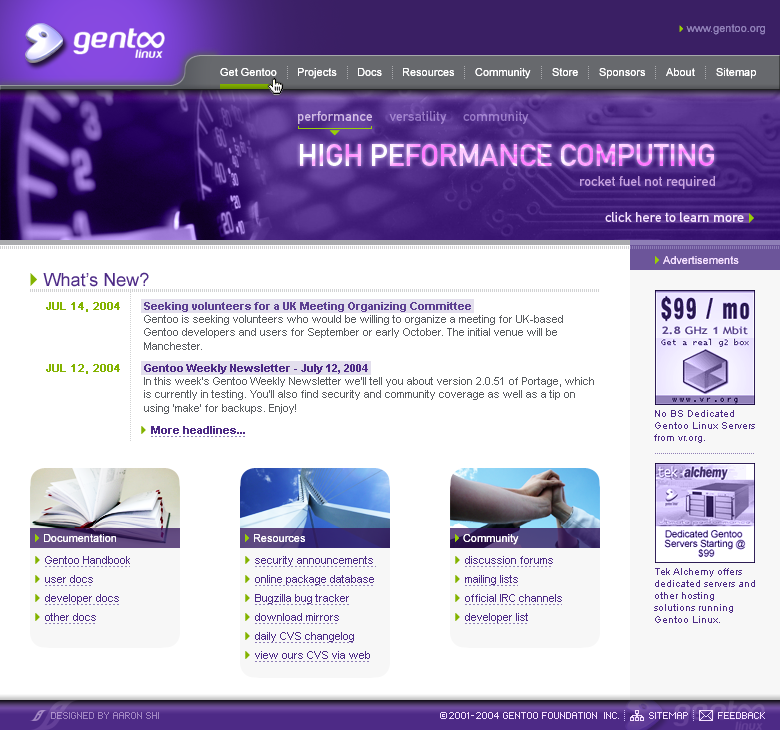 gentoo
linux
www.gentoo.org
Get Gentoo Projects Docs Resources Community Store Sponsors About Sitemap
performance versatility community
HIGH PEFORMANCE COMPUTING
rocket fuel not required
click here to learn more
Advertisements
What's New?
JUL 14, 2004
Seeking volunteers for a UK Meeting Organizing Committee
Gentoo is seeking volunteers who would be willing to organize a meeting for UK-based
Gentoo developers and users for September or early October. The initial venue will be
Manchester.
JUL 12, 2004
Gentoo Weekly Newsletter - July 12, 2004
In this week's Gentoo Weekly Newsletter we'll tell you about version 2.0.51 of Portage, which
is currently in testing. You'll also find security and community coverage as well as a tip on
using 'make' for backups. Enjoy!
More headlines...
$99 / mo
2.8 GHz 1 Mbit
Get a real g2 box
www.vr.org
No BS Dedicated
Gentoo Linux Servers
from vr.org.
tek alchemy
Dedicated Gentoo
Servers Starting @
$99
Tek Alchemy offers
dedicated servers and
other hosting
solutions running
Gentoo Linux.
Documentation
Gentoo Handbook
user docs
developer docs
other docs
Resources
security announcements
online package database
Bugzilla bug tracker
download mirrors
daily CVS changelog
view ours CVS via web
Community
discussion forums
mailing lists
official IRC channels
developer list
DESIGNED BY AARON SHI
©2001-2004 GENTOO FOUNDATION INC. SITEMAP FEEDBACK